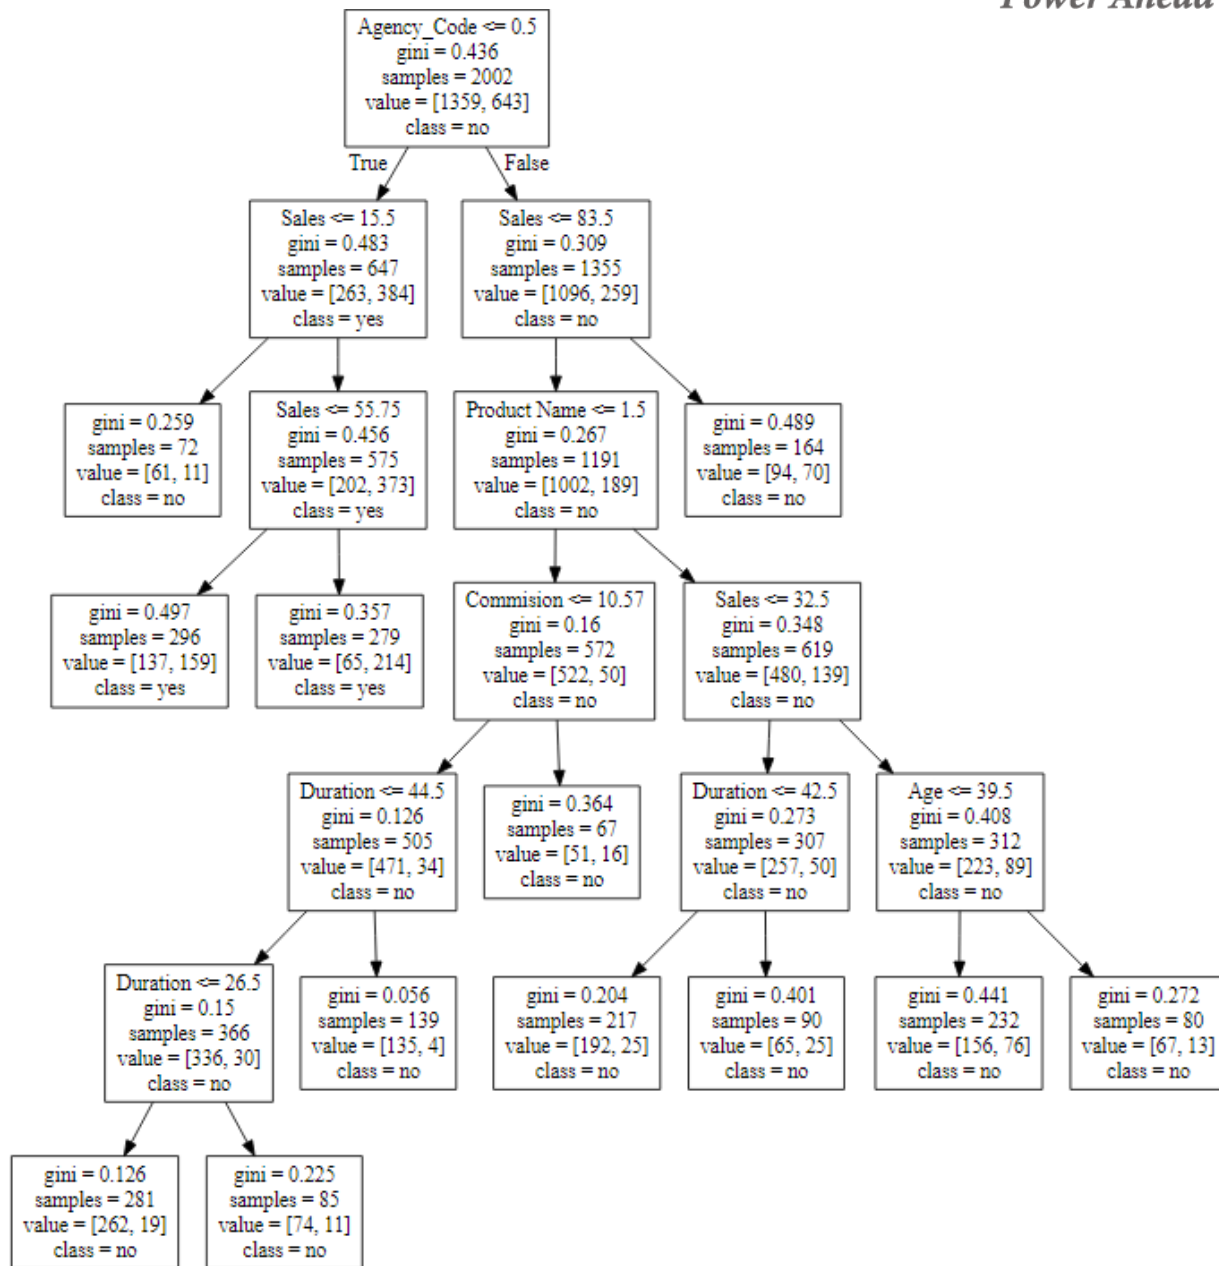 Power Ahead
Agency_Code <= 0.5
gini = 0.436
samples = 2002
value = [1359, 643]
class = no
True
False
Sales <= 15.5
gini = 0.483
samples = 647
value = [263, 384]
class = yes
Sales <= 83.5
gini = 0.309
samples = 1355
value = [1096, 259]
class = no
gini = 0.259
samples = 72
value = [61, 11]
class = no
Sales <= 55.75
gini = 0.456
samples = 575
value = [202, 373]
class = yes
Product Name <= 1.5
gini = 0.267
samples = 1191
value = [1002, 189]
class = no
gini = 0.489
samples = 164
value = [94, 70]
class = no
gini = 0.497
samples = 296
value = [137, 159]
class = yes
gini = 0.357
samples = 279
value = [65, 214]
class = yes
Commision <= 10.57
gini = 0.16
samples = 572
value = [522, 50]
class = no
Sales <= 32.5
gini = 0.348
samples = 619
value = [480, 139]
class = no
Duration <= 44.5
gini = 0.126
samples = 505
value = [471, 34]
class = no
gini = 0.364
samples = 67
value = [51, 16]
class = no
Duration <= 42.5
gini = 0.273
samples = 307
value = [257, 50]
class = no
Age <= 39.5
gini = 0.408
samples = 312
value = [223, 89]
class = no
Duration <= 26.5
gini = 0.15
samples = 366
value = [336, 30]
class = no
gini = 0.056
samples = 139
value = [135, 4]
class = no
gini = 0.204
samples = 217
value = [192, 25]
class = no
gini = 0.401
samples = 90
value = [65, 25]
class = no
gini = 0.441
samples = 232
value = [156, 76]
class = no
gini = 0.272
samples = 80
value = [67, 13]
class = no
gini = 0.126
samples = 281
value = [262, 19]
class = no
gini = 0.225
samples = 85
value = [74, 11]
class = no